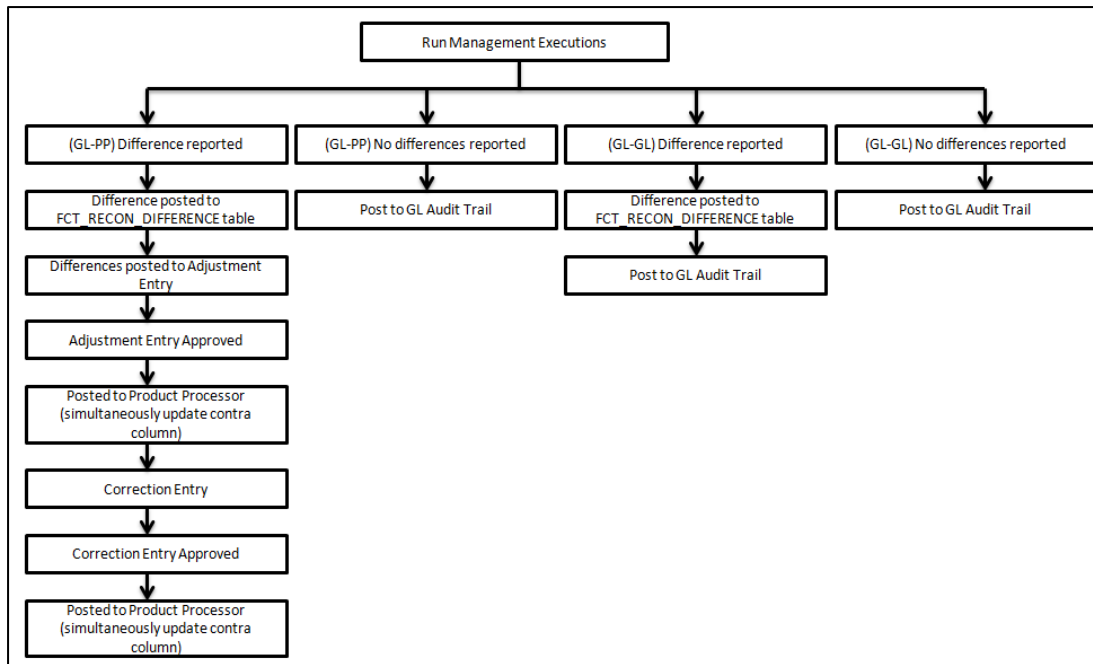 Run Management Executions
(GL-PP) Difference reported
(GL-PP) No differences reported
(GL-GL) Difference reported
(GL-GL) No differences reported
Difference posted to
FCT_RECON_DIFFERENCE table
Post to GL Audit Trail
Difference posted to
FCT_RECON_DIFFERENCE table
Post to GL Audit Trail
Differences posted to Adjustment
Entry
Post to GL Audit Trail
Adjustment Entry Approved
Posted to Product Processor
(simultaneously update contra
column)
Correction Entry
Correction Entry Approved
Posted to Product Processor
(simultaneously update contra
column)